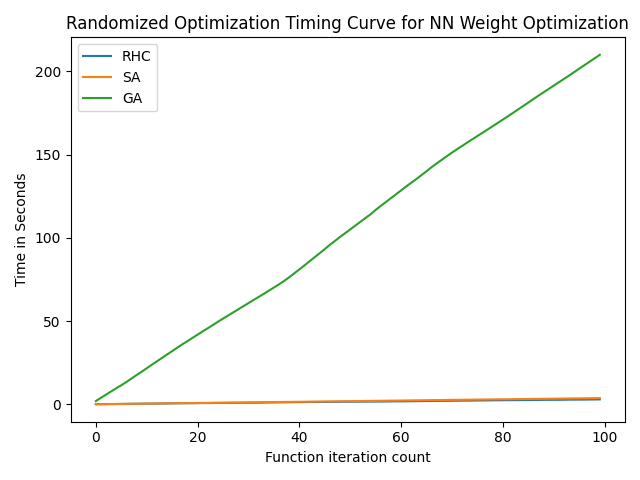 Randomized Optimization Timing Curve for NN Weight Optimization
RHC
SA
GA
200
150
100
50
0
Time in Seconds
0 20 40 60 80 100
Function iteration count